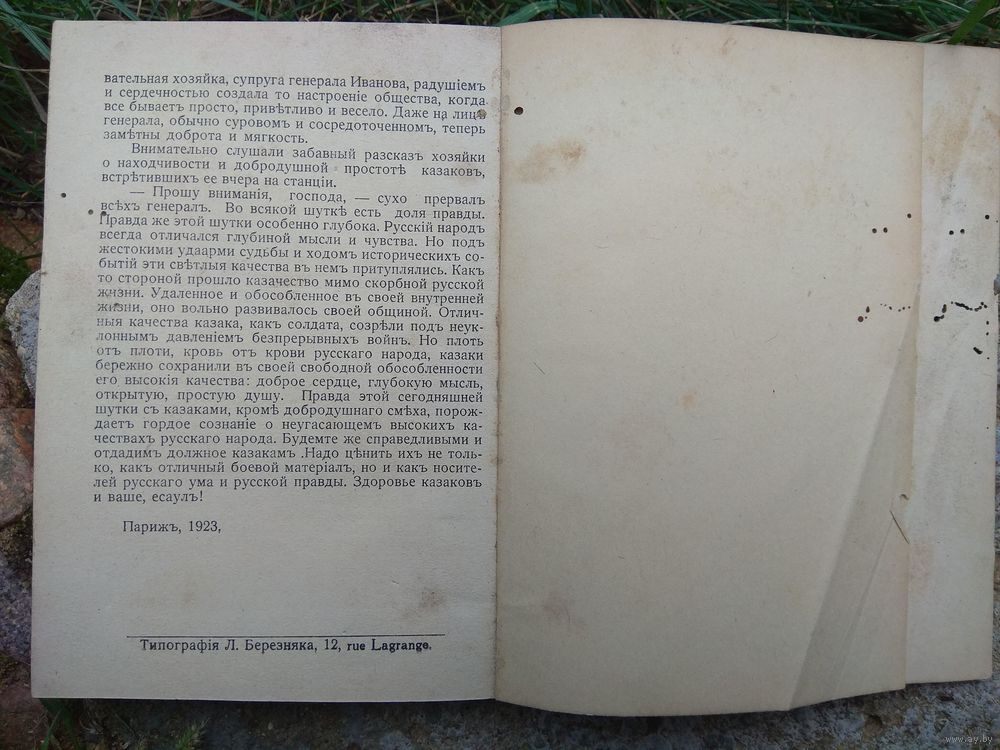 вательная хозяйка, супруга генерала Иванова, радушіемъ
и сердечностью создала то настроеніе общества, когда
все бываетъ просто, привѣтливо и весело. Даже на лицѣ
генерала, обычно суровомъ и сосредоточенномъ, теперь
замѣтны доброта и мягкость.
Внимательно слушали забавный разсказъ хозяйки
о находчивости и добродушной простотѣ казаковъ,
встрѣтившихъ ее вчера на станціи.
— Прошу вниманія, господа, — сухо прервалъ
всѣхъ генералъ. Во всякой шуткѣ есть доля правды.
Правда же этой шутки особенно глубока. Русскій народъ
всегда отличался глубиной мысли и чувства. Но подъ
жестокими ударми судьбы и ходомъ историческихъ со-
бытій эти свѣтлыя качества въ немъ притуплялись. Какъ
то стороной прошло казачество мимо скорбной русской
жизни. Удаленное и обособленное въ своей внутренней
жизни, оно вольно развивалось своей общиной. Отлич-
ныя качества казака, какъ солдата, созрѣли подъ неук-
лоннымъ давленіемъ безпрерывныхъ войнъ. Но плоть
отъ плоти, кровь отъ крови русскаго народа, казаки
бережно сохранили въ своей свободной обособленности
его высокія качества: доброе сердце, глубокую мысль,
открытую, простую душу. Правда этой сегодняшней
шутки съ казаками, кромѣ добродушнаго смѣха, порож-
даетъ гордое сознаніе о неугасающемъ высокихъ ка-
чествахъ русскаго народа. Будемте же справедливыми и
отдадимъ должное казакамъ .Надо цѣнить ихъ не толь-
ко, какъ отличный боевой матеріалъ, но и какъ носите-
лей русскаго ума и русской правды. Здоровье казаковъ
и ваше, есаулъ!
Парижъ, 1923,
Типографія Л. Березняка, 12, rue Lagrange.
www.ay.by